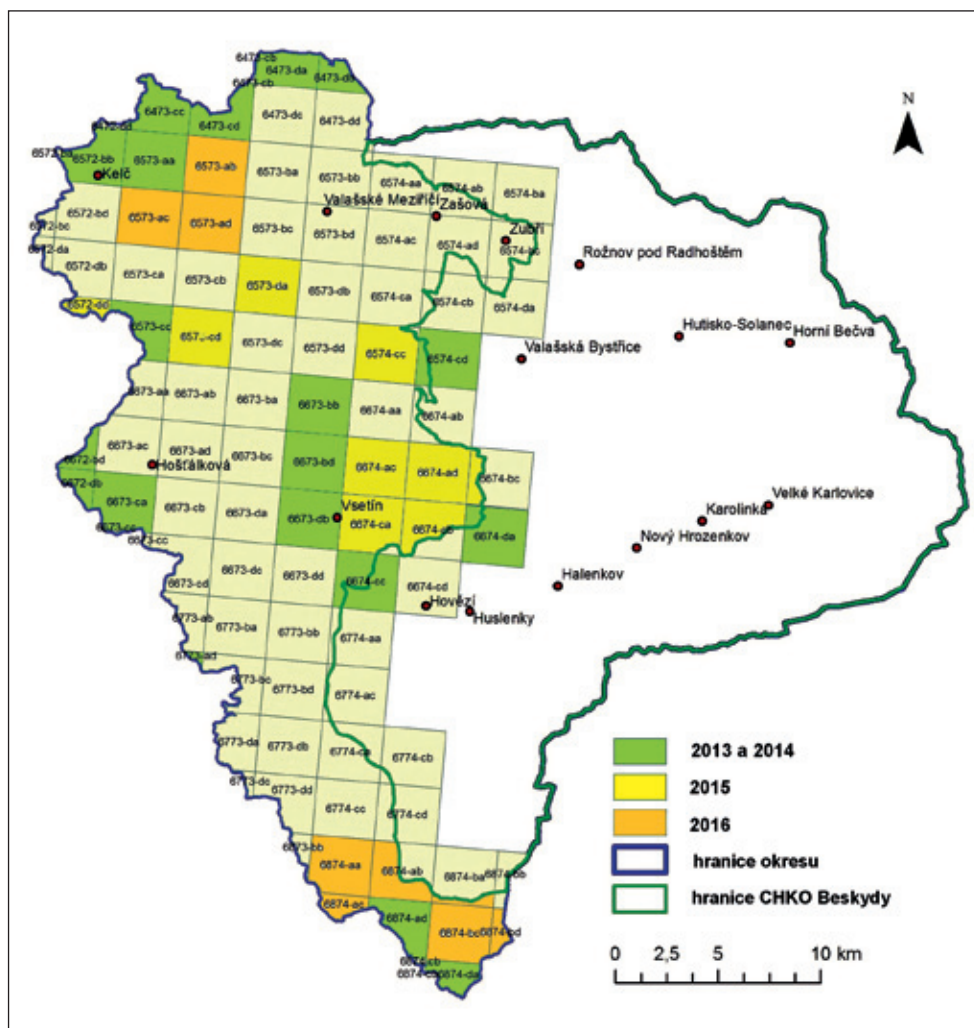 6473-cb
6473-da
6473-db
N
6473-cc
6473-cb
6473-cd
6473-dc
6473-dd
6472-bb
6573-aa
6573-ab
6573-ba
6573-bb
6574-aa
6574-ab
6574-ba
Kelč
Valašské Meziříčí
Zašová
Zubří
6572-bc
6572-bd
6573-ac
6573-ad
6573-bc
6573-bd
6574-ac
6574-ad
6574-bc
Rožnov pod Radhoštěm
6572-da
6572-db
6573-ca
6573-cb
6573-da
6573-db
6574-ca
6574-cb
6574-da
6573-cc
6573-dc
6573-dd
6574-cc
6574-cd
Valašská Bystřice
Hutisko-Solanec
Horní Bečva
6673-aa
6673-ab
6673-ba
6673-bb
6674-aa
6674-ab
6672-bd
6673-ac
6673-ad
6673-bc
6673-bd
6674-ac
6674-ad
6674-bc
Hošťálková
6672-db
6673-ca
6673-cb
6673-da
6673-db
Vsetín
6674-ca
6674-cb
6674-da
Velké Karlovice
Karolinka
Nový Hrozenkov
Halenkov
6673-cc
6673-cc
6673-cd
6673-dc
6673-dd
6674-cc
6674-cd
Hovězí
Huslenky
6773-ab
6773-ba
6773-bb
6774-aa
6773-ad
6773-bc
6773-bd
6774-ac
6773-da
6773-db
6774-ca
6774-cb
6773-dc
6773-dd
6774-cc
6774-cd
6873-bb
6874-aa
6874-ab
6874-ba
6874-bb
6874-ac
6874-ad
6874-bc
6874-bd
6874-cb
6874-da
2013 a 2014
2015
2016
hranice okresu
hranice CHKO Beskydy
0 2,5 5 10 km